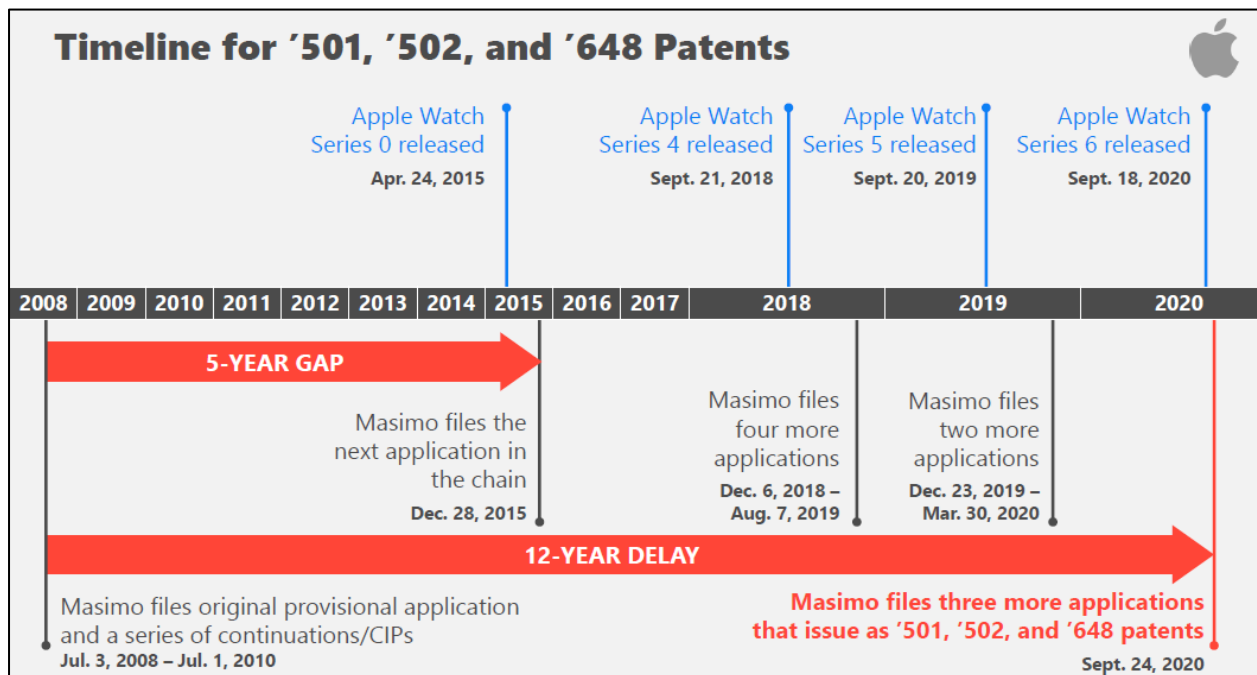 Timeline for ’501, ’502, and ’648 Patents
Apple Watch
Series 0 released
Apr. 24, 2015
Apple Watch
Series 4 released
Sept. 21, 2018
Apple Watch
Series 5 released
Sept. 20, 2019
Apple Watch
Series 6 released
Sept. 18, 2020
2008 2009 2010 2011 2012 2013 2014 2015 2016 2017 2018 2019 2020
5-YEAR GAP
Masimo files the
next application in
the chain
Dec. 28, 2015
Masimo files
four more
applications
Dec. 6, 2018 –
Aug. 7, 2019
Masimo files
two more
applications
Dec. 23, 2019 –
Mar. 30, 2020
12-YEAR DELAY
Masimo files original provisional application
and a series of continuations/CIPs
Jul. 3, 2008 – Jul. 1, 2010
Masimo files three more applications
that issue as ’501, ’502, and ’648 patents
Sept. 24, 2020